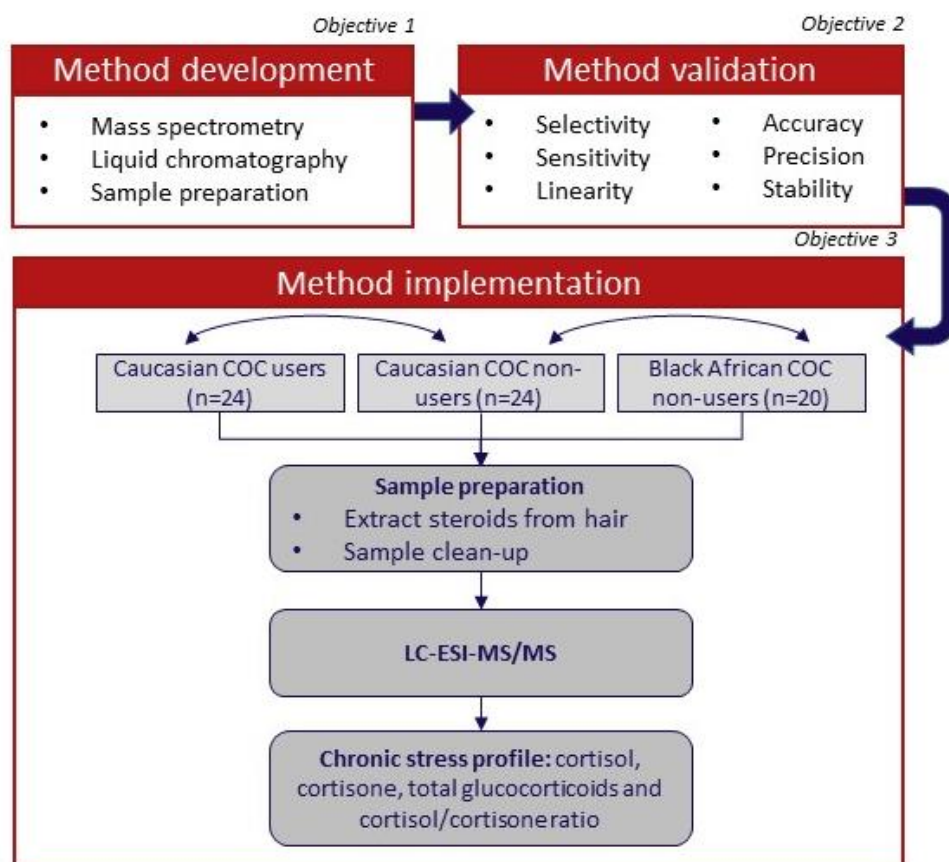 Objective 1
Method development
• Mass spectrometry
• Liquid chromatography
• Sample preparation
Objective 2
Method validation
• Selectivity
• Sensitivity
• Linearity
• Accuracy
• Precision
• Stability
Objective 3
Method implementation
Caucasian COC users
(n=24)
Caucasian COC non-
users (n=24)
Black African COC
non-users (n=20)
Sample preparation
• Extract steroids from hair
• Sample clean-up
LC-ESI-MS/MS
Chronic stress profile: cortisol,
cortisone, total glucocorticoids and
cortisol/cortisone ratio